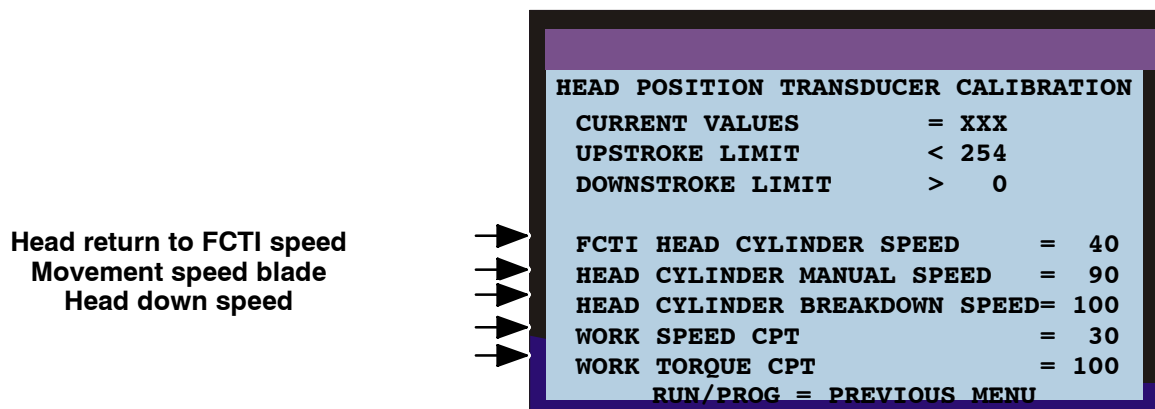 HEAD POSITION TRANSDUCER CALIBRATION
CURRENT VALUES = XXX
UPSTROKE LIMIT < 254
DOWNSTROKE LIMIT > 0
Head return to FCTI speed
Movement speed blade
Head down speed
FCTI HEAD CYLINDER SPEED = 40
HEAD CYLINDER MANUAL SPEED = 90
HEAD CYLINDER BREAKDOWN SPEED= 100
WORK SPEED CPT = 30
WORK TORQUE CPT = 100
RUN/PROG = PREVIOUS MENU